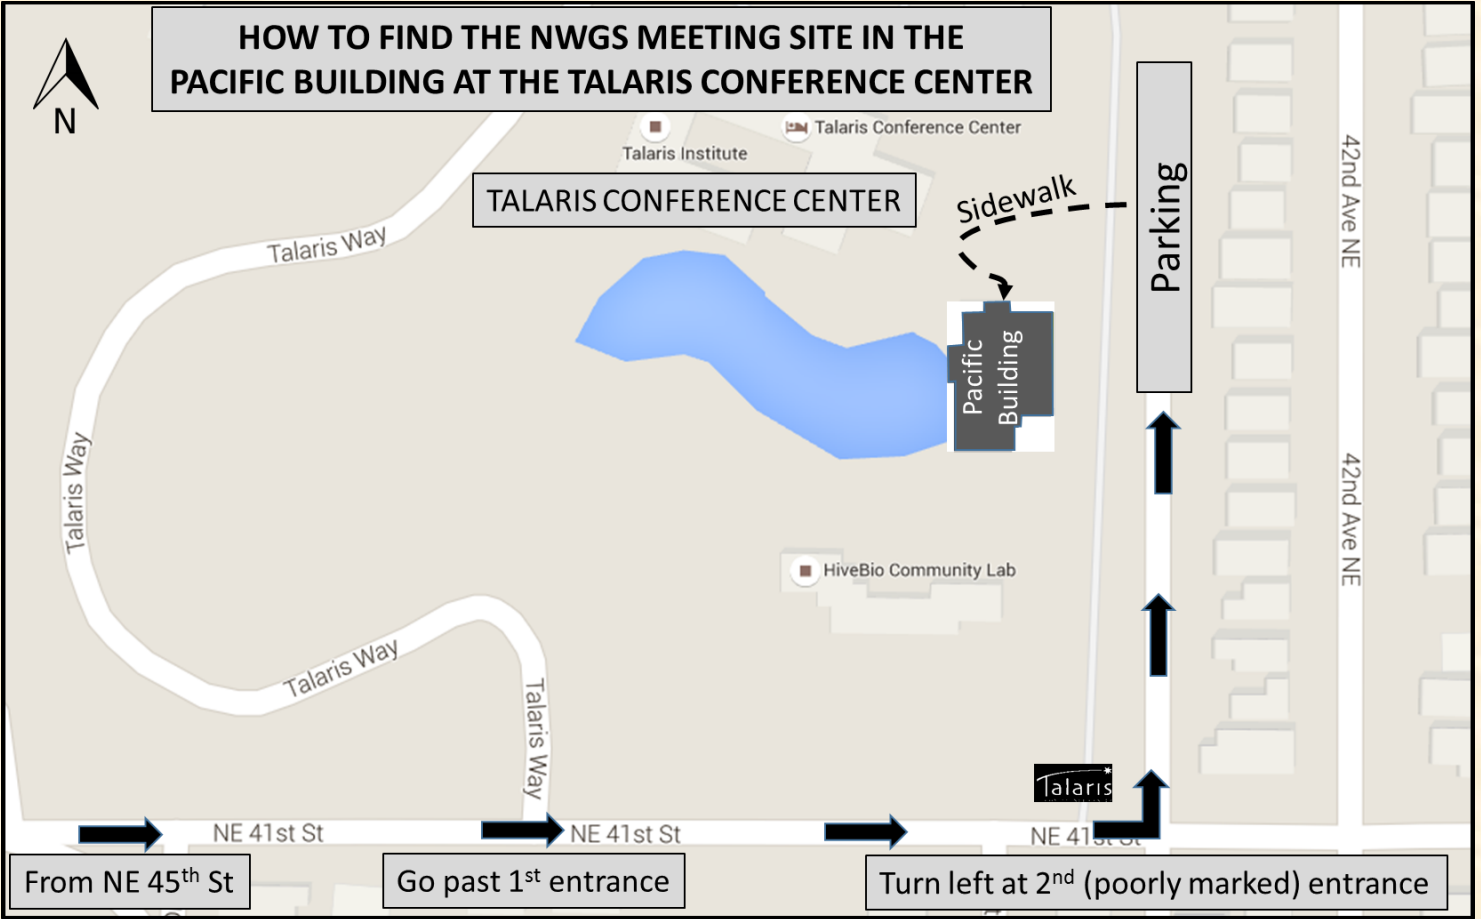 HOW TO FIND THE NWGS MEETING SITE IN THE
PACIFIC BUILDING AT THE TALARIS CONFERENCE CENTER
N
Talaris Institute
Talaris Conference Center
TALARIS CONFERENCE CENTER
Sidewalk
Parking
42nd Ave NE
Talaris Way
Pacific
Building
Talaris Way
42nd Ave NE
HiveBio Community Lab
Talaris Way
Talaris Way
Talaris
NE 41st St
NE 41st St
NE 41st St
From NE 45th St
Go past 1st entrance
Turn left at 2nd (poorly marked) entrance